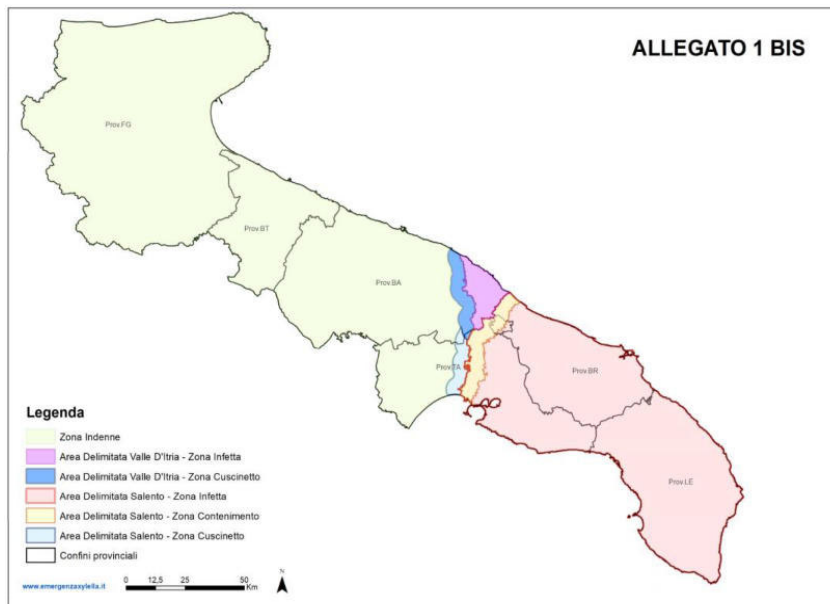 ALLEGATO 1 BIS
Prov.FG
Prov.BT
Prov.BA
Prov.TA
Prov.BR
Prov.LE
Legenda
Zona Indenne
Area Delimitata Valle D'Itria - Zona Infetta
Area Delimitata Valle D'Itria - Zona Cuscinetto
Area Delimitata Salento - Zona Infetta
Area Delimitata Salento - Zona Contenimento
Area Delimitata Salento - Zona Cuscinetto
Confini provinciali
www.emergenzaxylella.it
0 12,5 25 50
Km
N